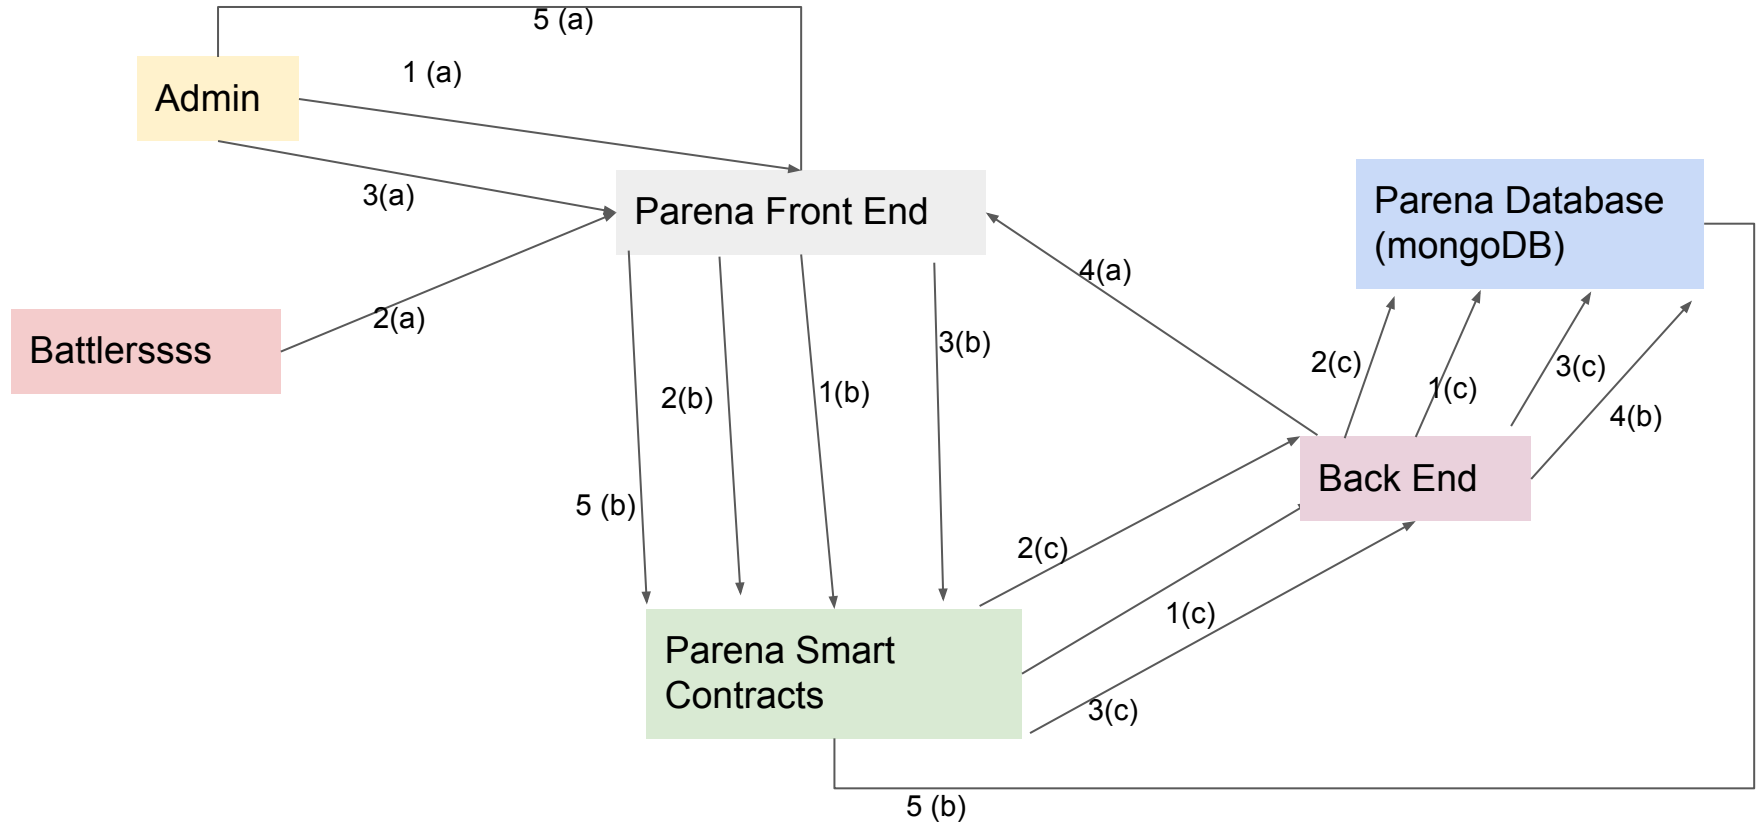 5 (a)
1 (a)
Admin
3(a)
Parena Front End
Parena Database
(mongoDB)
4(a)
2(a)
Battlerssss
3(b)
2(c)
3(c)
1(c)
2(b)
1(b)
4(b)
Back End
5 (b)
2(c)
1(c)
Parena Smart
Contracts
3(c)
5 (b)